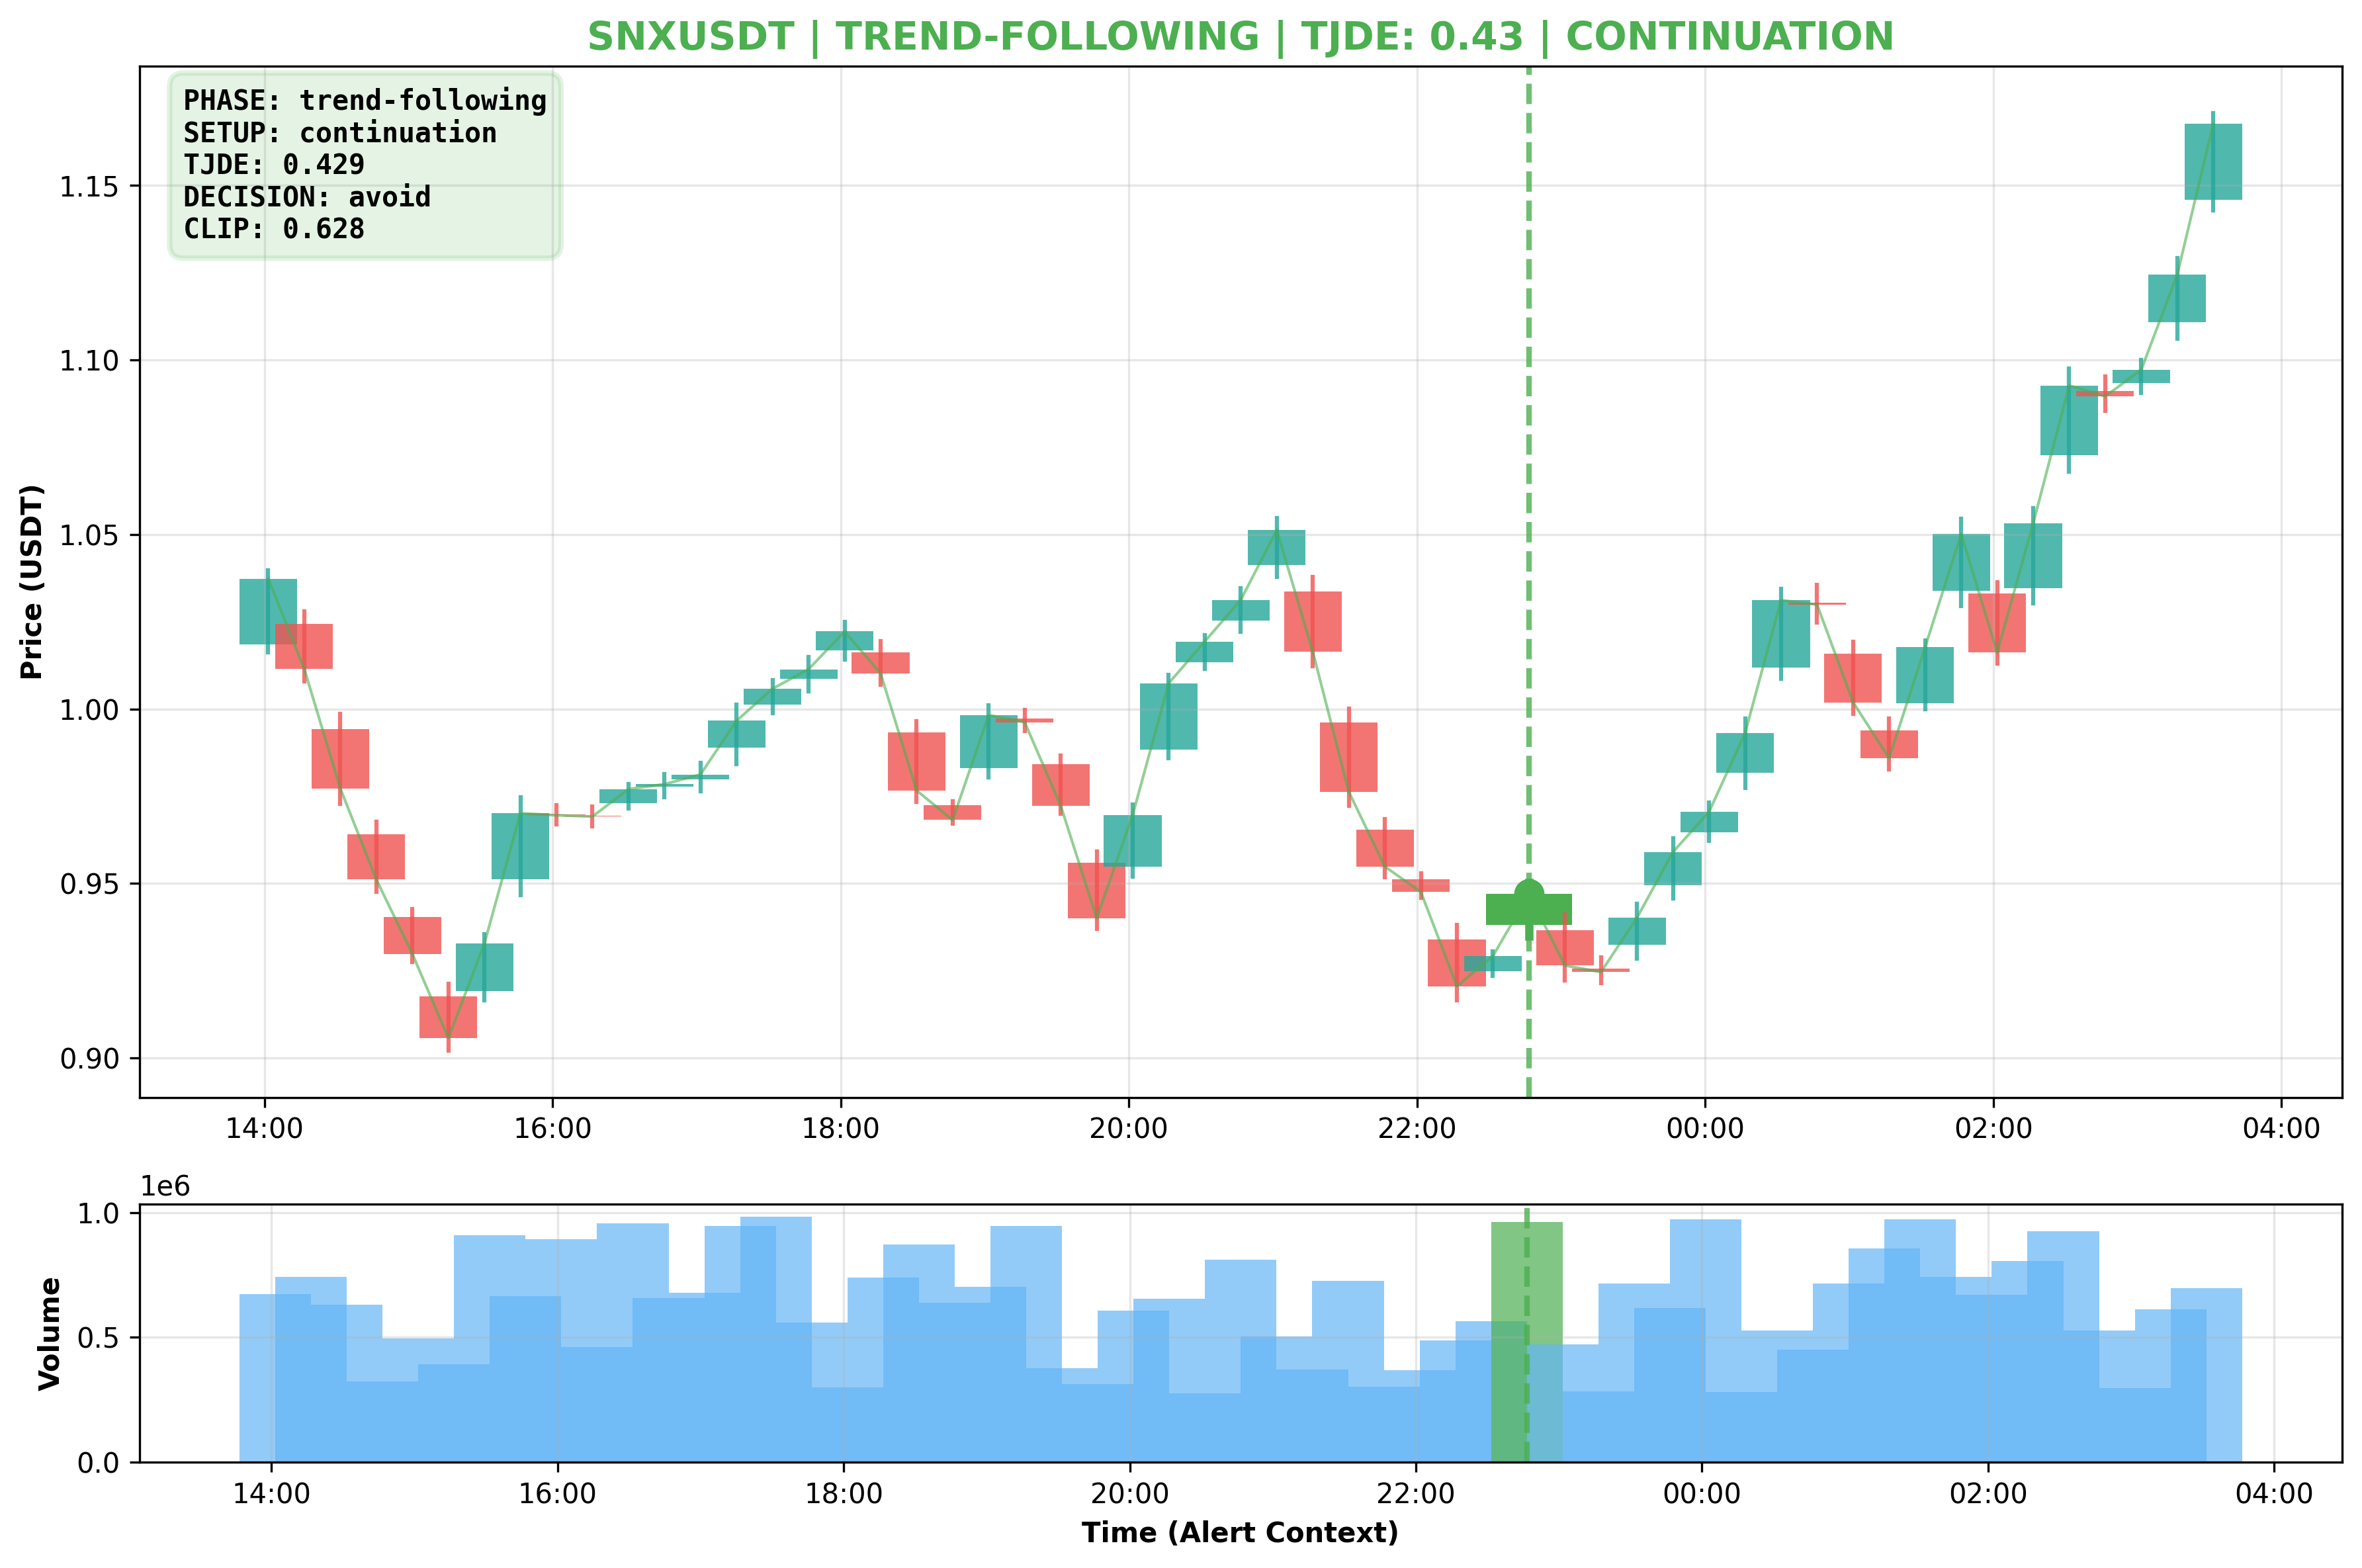 SNXUSDT | TREND-FOLLOWING | TJDE: 0.43 | CONTINUATION
PHASE: trend-following
SETUP: continuation
TJDE: 0.429
DECISION: avoid
CLIP: 0.628
Price (USDT)
1.15
1.10
1.05
1.00
0.95
0.90
14:00 16:00 18:00 20:00 22:00 00:00 02:00 04:00
1e6
Volume
1.0
0.5
0.0
14:00 16:00 18:00 20:00 22:00 00:00 02:00 04:00
Time (Alert Context)